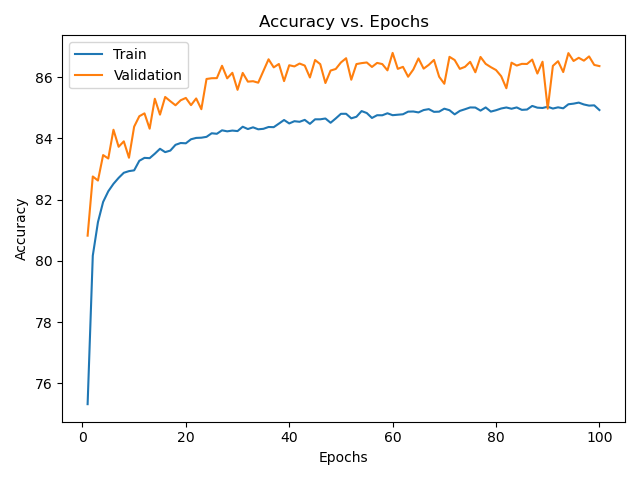 Accuracy vs. Epochs
Train
Validation
86
84
82
80
78
76
Accuracy
0 20 40 60 80 100
Epochs